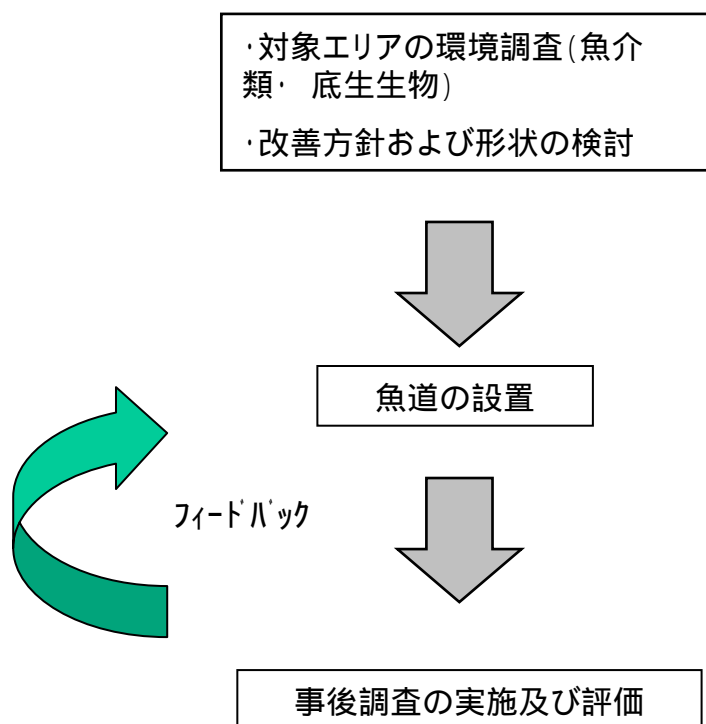 ・対象エリアの環境調査(魚介
類・ 底生生物)
・改善方針および形状の検討
魚道の設置
ﾌｨｰﾄﾞﾊﾞｯｸ
事後調査の実施及び評価